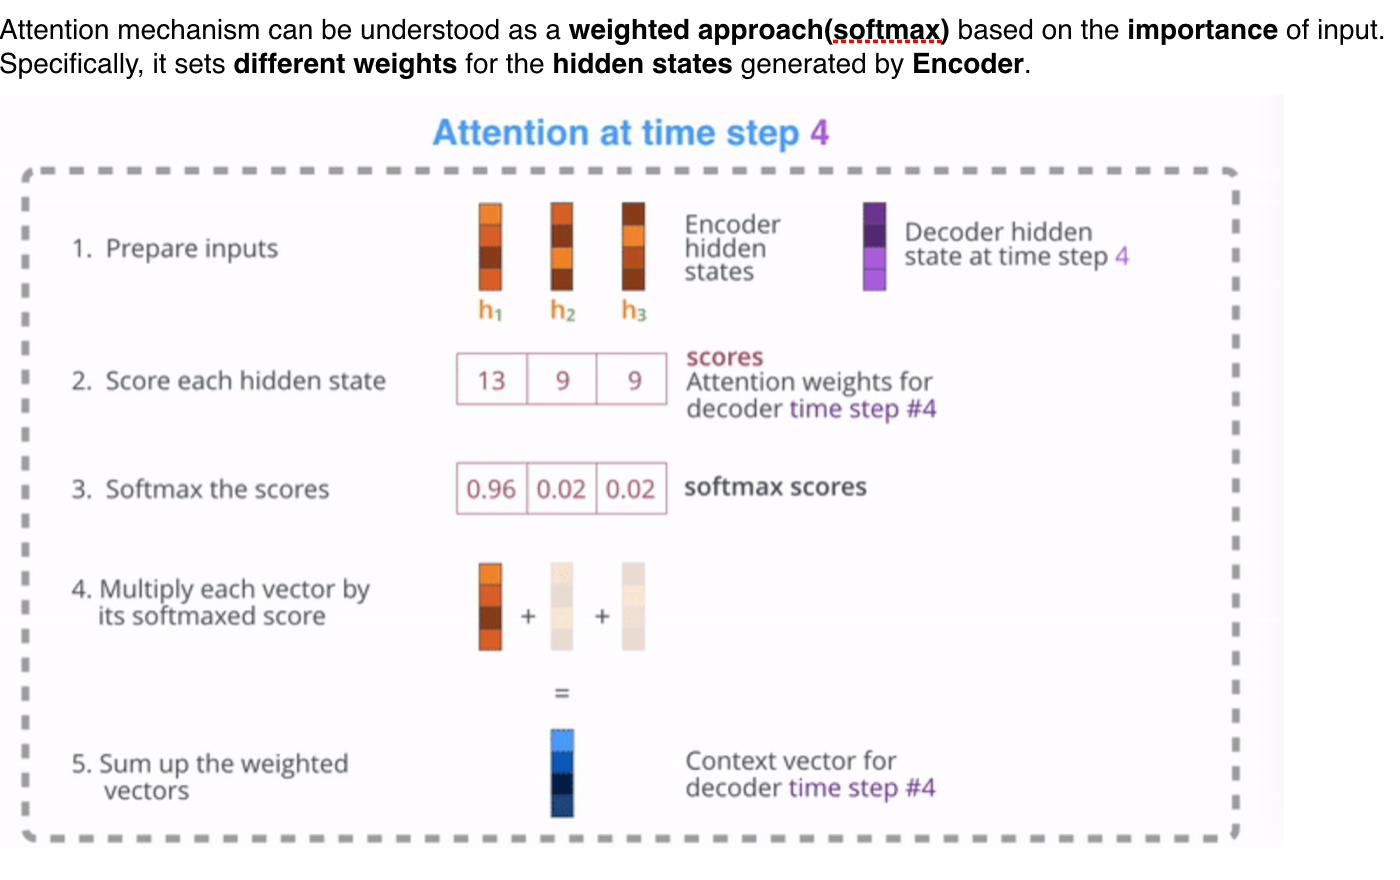 Attention mechanism can be understood as a weighted approach(softmax) based on the importance of input.
Specifically, it sets different weights for the hidden states generated by Encoder.
Attention at time step 4
1. Prepare inputs
h1 h2 h3
Encoder
hidden
states
Decoder hidden
state at time step 4
2. Score each hidden state
13 9 9
scores
Attention weights for
decoder time step #4
3. Softmax the scores
0.96 0.02 0.02
softmax scores
4. Multiply each vector by
its softmaxed score
+ +
=
5. Sum up the weighted
vectors
Context vector for
decoder time step #4